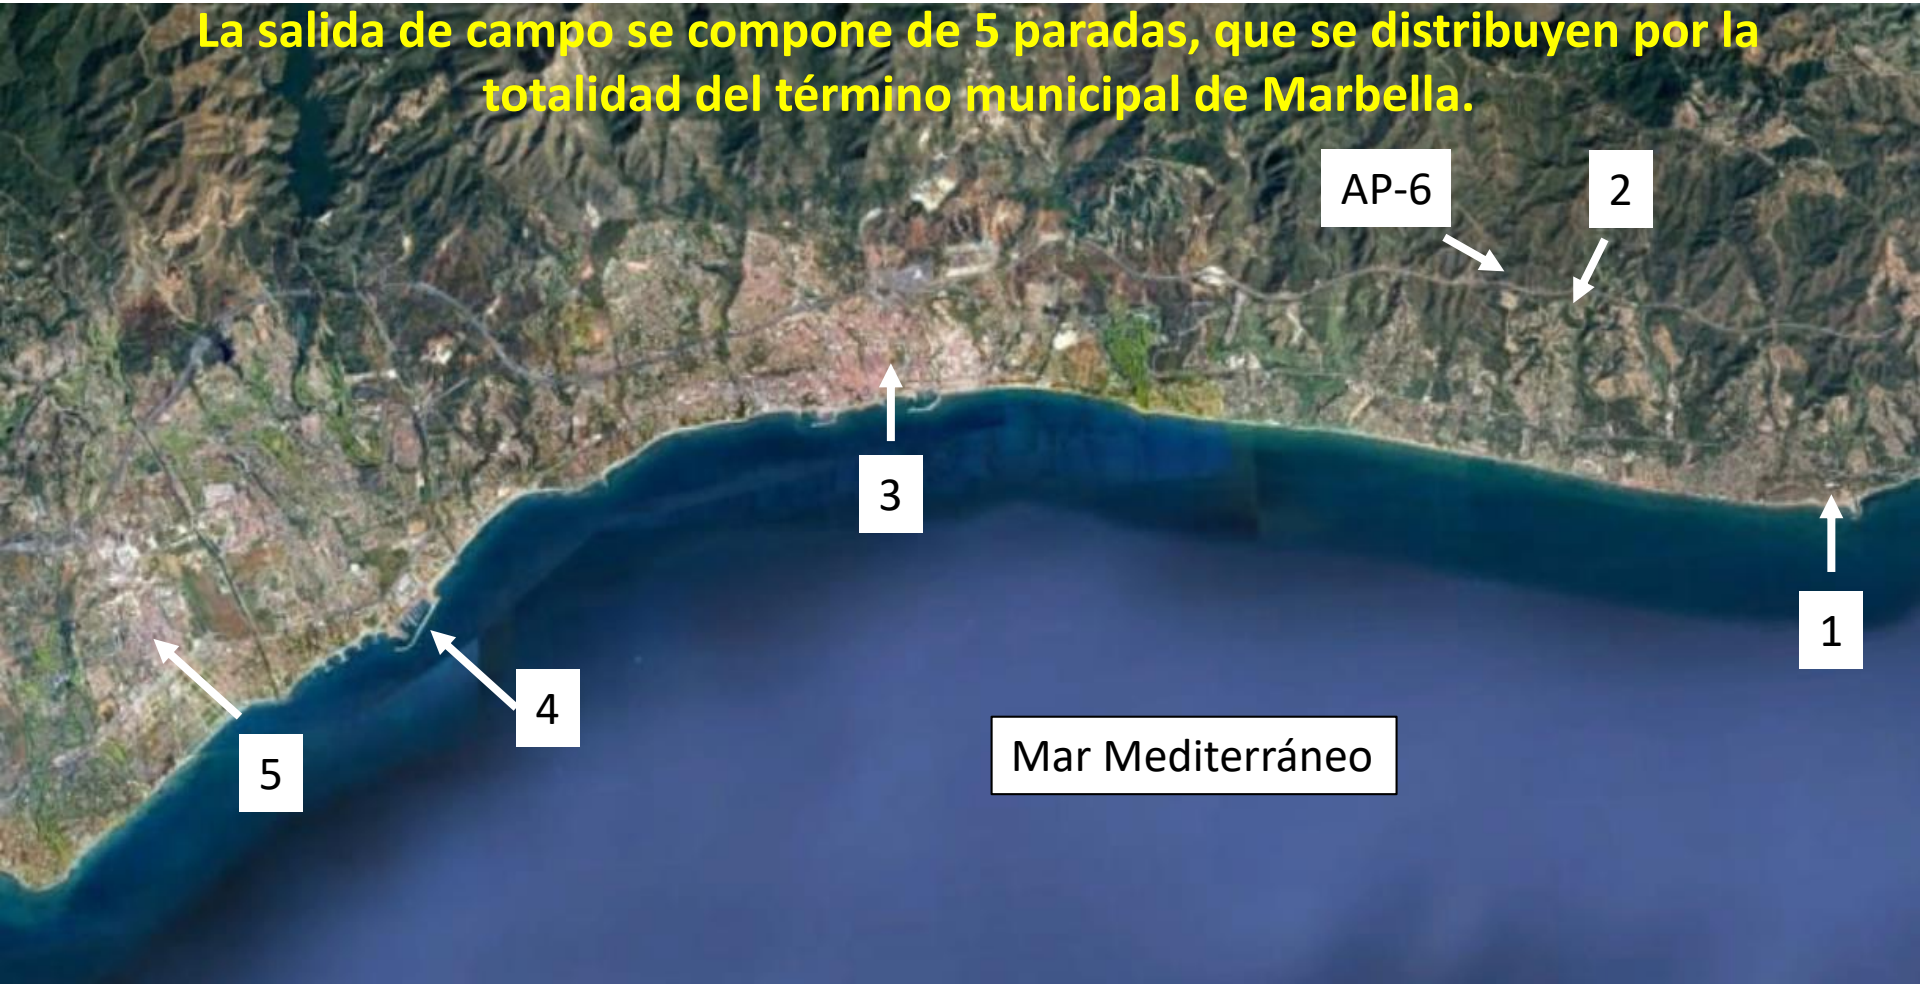 La salida de campo se compone de 5 paradas, que se distribuyen por la
totalidad del término municipal de Marbella.
AP-6
2
3
1
4
5
Mar Mediterráneo